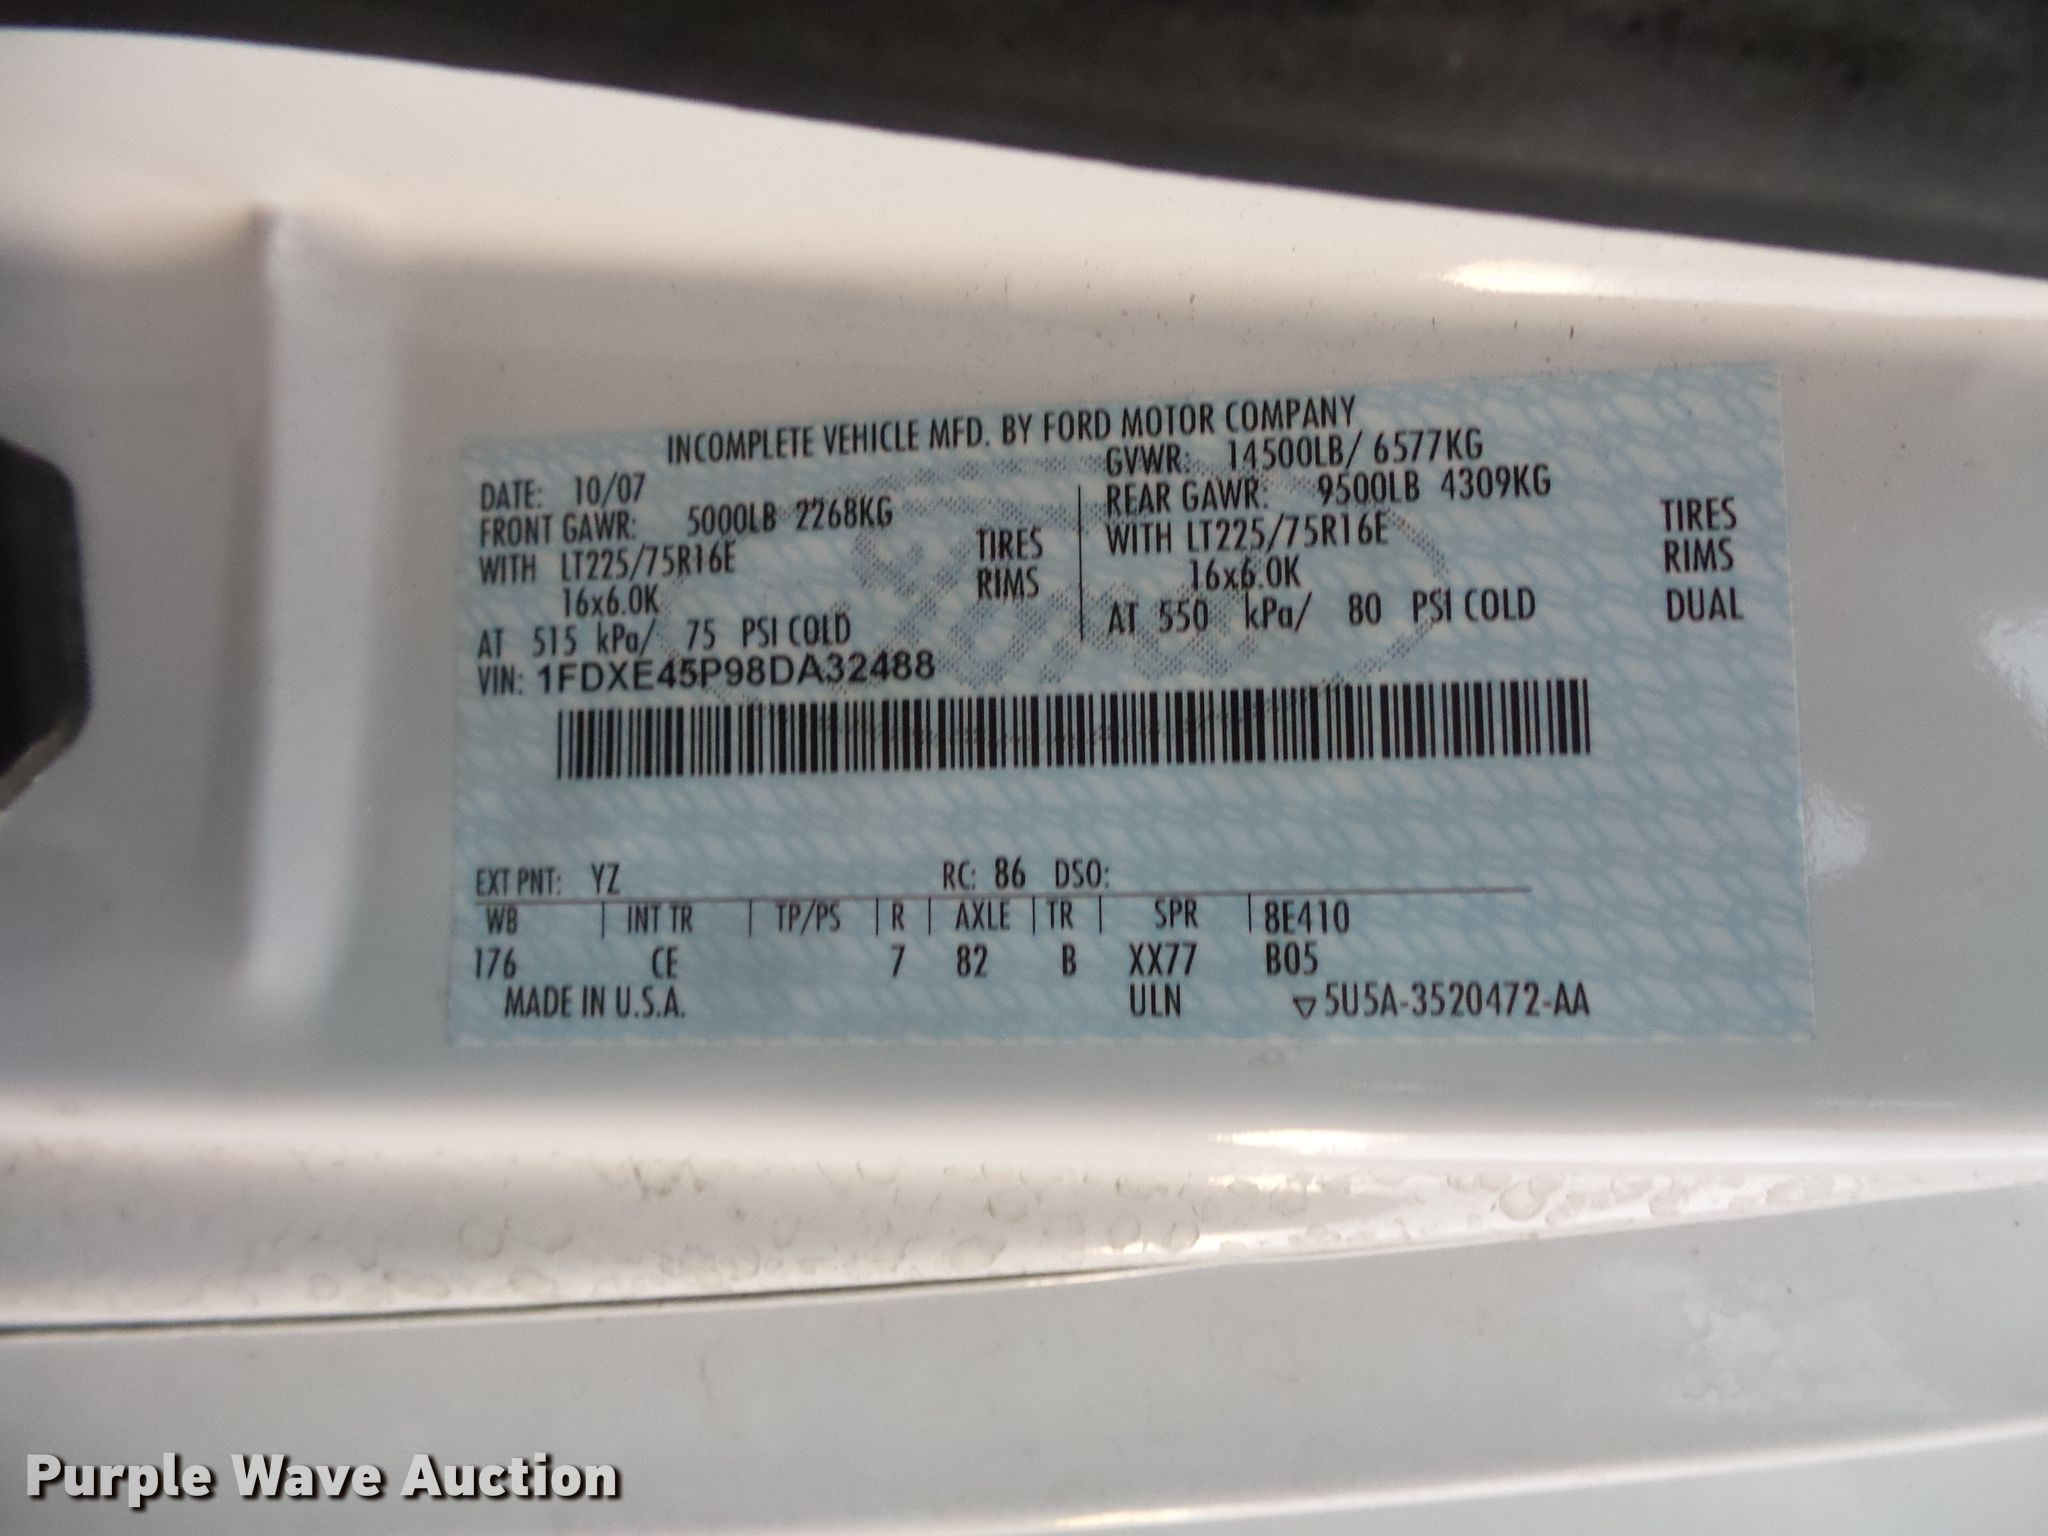 INCOMPLETE VEHICLE MFD. BY FORD MOTOR COMPANY
DATE: 10/07 GVWR: 14500LB/ 6577KG
FRONT GAWR: 5000LB 2268KG REAR GAWR: 9500LB 4309KG
WITH LT225/75R16E TIRES WITH LT225/75R16E TIRES
16x6.0K RIMS 16x6.0K RIMS
AT 515 kPa/ 75 PSI COLD AT 550 kPa/ 80 PSI COLD DUAL
VIN: 1FDXE45P98DA32488
EXT PNT: YZ RC: 86 DSO:
WB | INT TR | TP/PS | R | AXLE | TR | SPR | 8E410
176 CE 7 82 B XX77 B05
MADE IN U.S.A. ULN ▽5U5A-3520472-AA
Purple Wave Auction